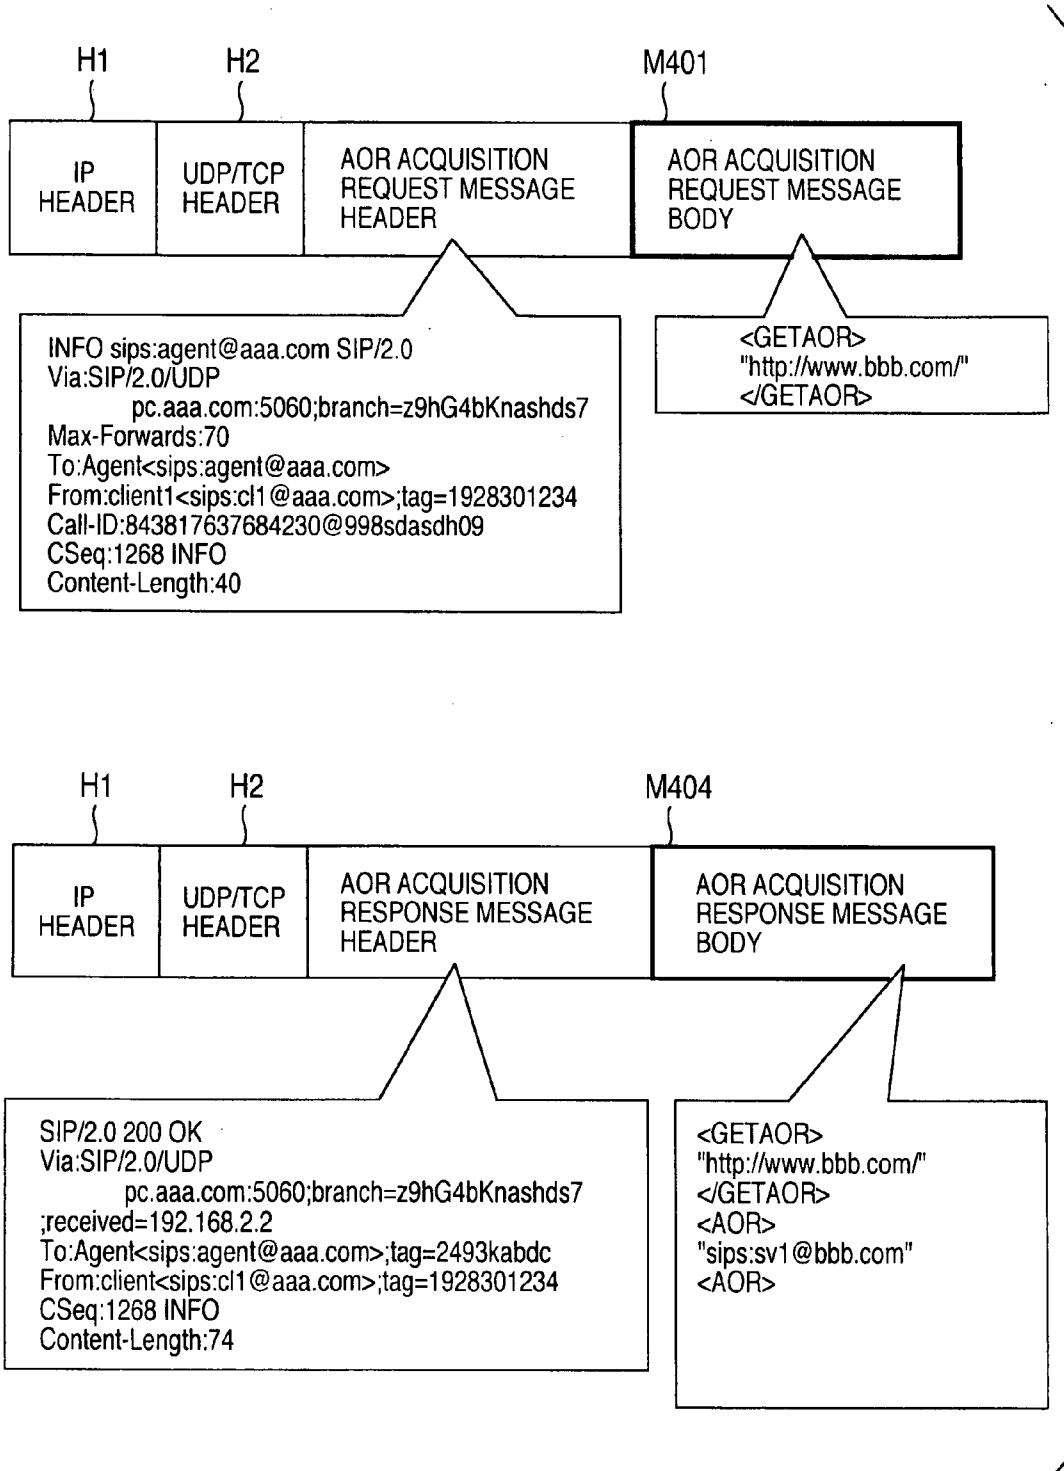 H1 H2 M401
IP
HEADER
UDP/TCP
HEADER
AOR ACQUISITION
REQUEST MESSAGE
HEADER
AOR ACQUISITION
REQUEST MESSAGE
BODY
INFO sips:agent@aaa.com SIP/2.0
Via:SIP/2.0/UDP
pc.aaa.com:5060;branch=z9hG4bKnashds7
Max-Forwards:70
To:Agent<sips:agent@aaa.com>
From:client1<sips:cl1@aaa.com>;tag=1928301234
Call-ID:843817637684230@998sdasdh09
CSeq:1268 INFO
Content-Length:40
<GETAOR>
"http://www.bbb.com/"
</GETAOR>
H1 H2 M404
IP
HEADER
UDP/TCP
HEADER
AOR ACQUISITION
RESPONSE MESSAGE
HEADER
AOR ACQUISITION
RESPONSE MESSAGE
BODY
SIP/2.0 200 OK
Via:SIP/2.0/UDP
pc.aaa.com:5060;branch=z9hG4bKnashds7
;received=192.168.2.2
To:Agent<sips:agent@aaa.com>;tag=2493kabdc
From:client<sips:cl1@aaa.com>;tag=1928301234
CSeq:1268 INFO
Content-Length:74
<GETAOR>
"http://www.bbb.com/"
</GETAOR>
<AOR>
"sips:sv1@bbb.com"
<AOR>